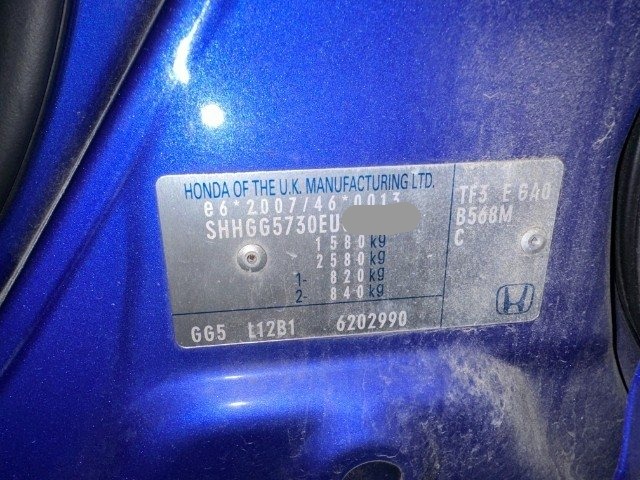 HONDA OF THE U.K. MANUFACTURING LTD.
e6*2007/46*0013
SHHGG5730EU
1580kg
2580kg
1- 820kg
2- 840kg
TF3 E G40
B568M
C
GG5 L12B1 6202990